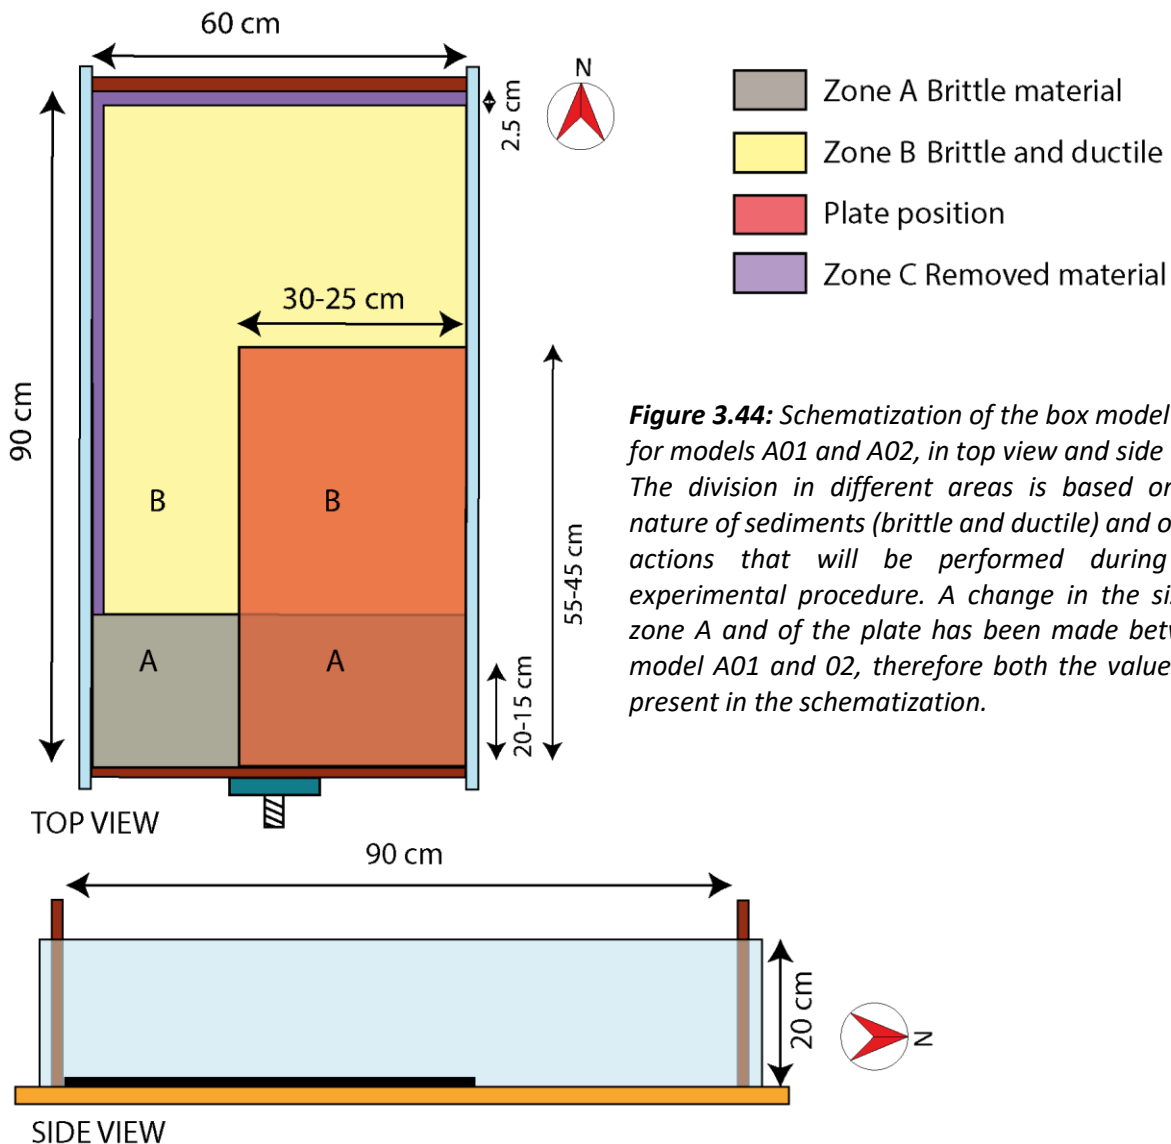 60 cm
N
2.5 cm
Zone A Brittle material
Zone B Brittle and ductile
Plate position
Zone C Removed material
30-25 cm
90 cm
B
B
A
A
55-45 cm
20-15 cm
Figure 3.44: Schematization of the box model
for models A01 and A02, in top view and side
The division in different areas is based or
nature of sediments (brittle and ductile) and o
actions that will be performed during
experimental procedure. A change in the si
zone A and of the plate has been made betw
model A01 and 02, therefore both the value
present in the schematization.
TOP VIEW
90 cm
20 cm
N
SIDE VIEW